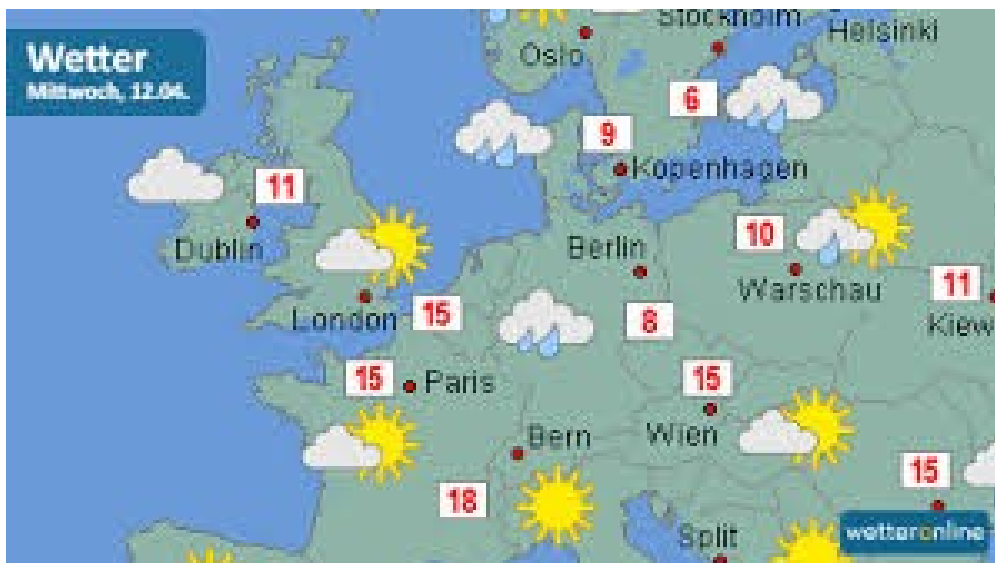 Wetter
Mittwoch, 12.04.
Stockholm
Helsinki
Oslo
6
9
Kopenhagen
11
Dublin
10
Berlin
Warschau
11
Kiew
London
15
8
15
Paris
15
Wien
Bern
15
18
Split
wetteronline